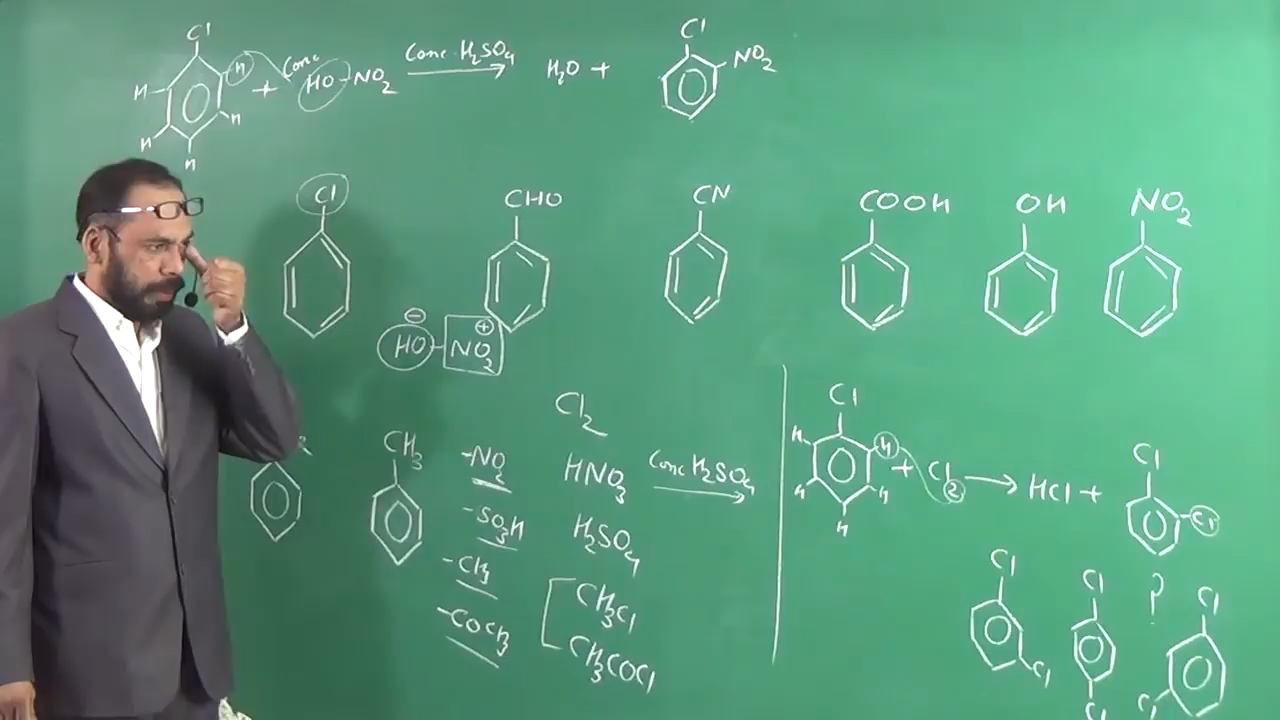 Cl
H + Conc HO-NO2 Conc. H2SO4 → H2O + Cl NO2
H H
H H
Cl CHO CN COOH OH NO2
⊖ ⊕
HO-NO2
Cl2
CH3
-NO2 HNO3 Conc H2SO4 →
-SO3H H2SO4
-CH3 CH3Cl
-COCH3 CH3COCl
Cl
H H + Cl2 → HCl + Cl Cl
H H
H
Cl Cl ? Cl
Cl Cl Cl